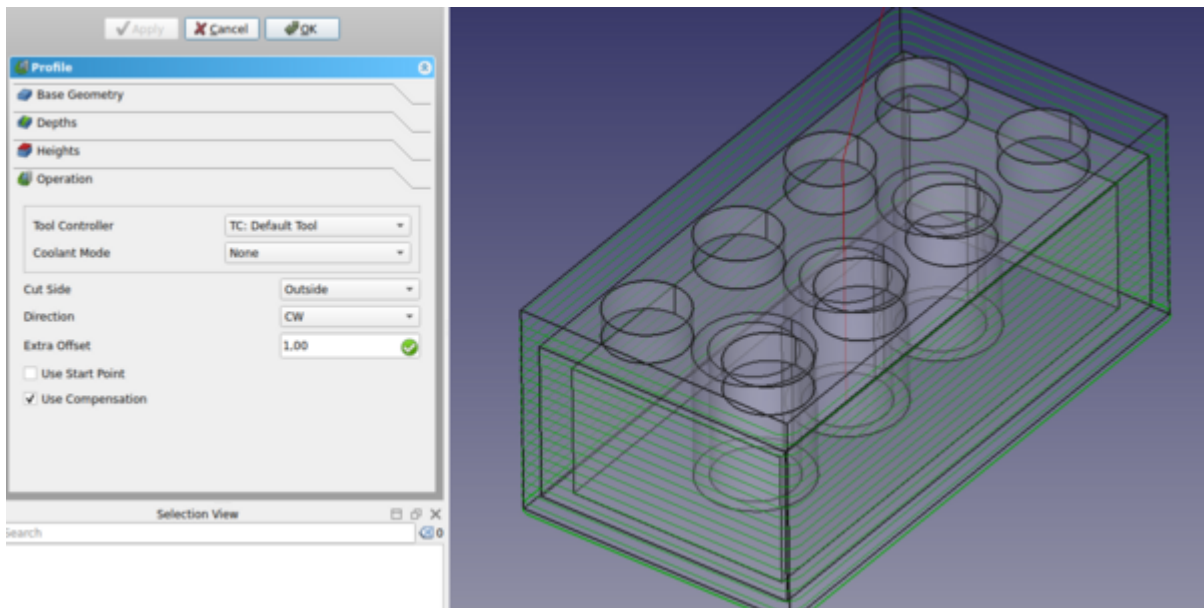 Apply Cancel OK
Profile
Base Geometry
Depths
Heights
Operation
Tool Controller TC: Default Tool
Coolant Mode None
Cut Side Outside
Direction CW
Extra Offset 1,00
Use Start Point
Use Compensation
Selection View
Search 0